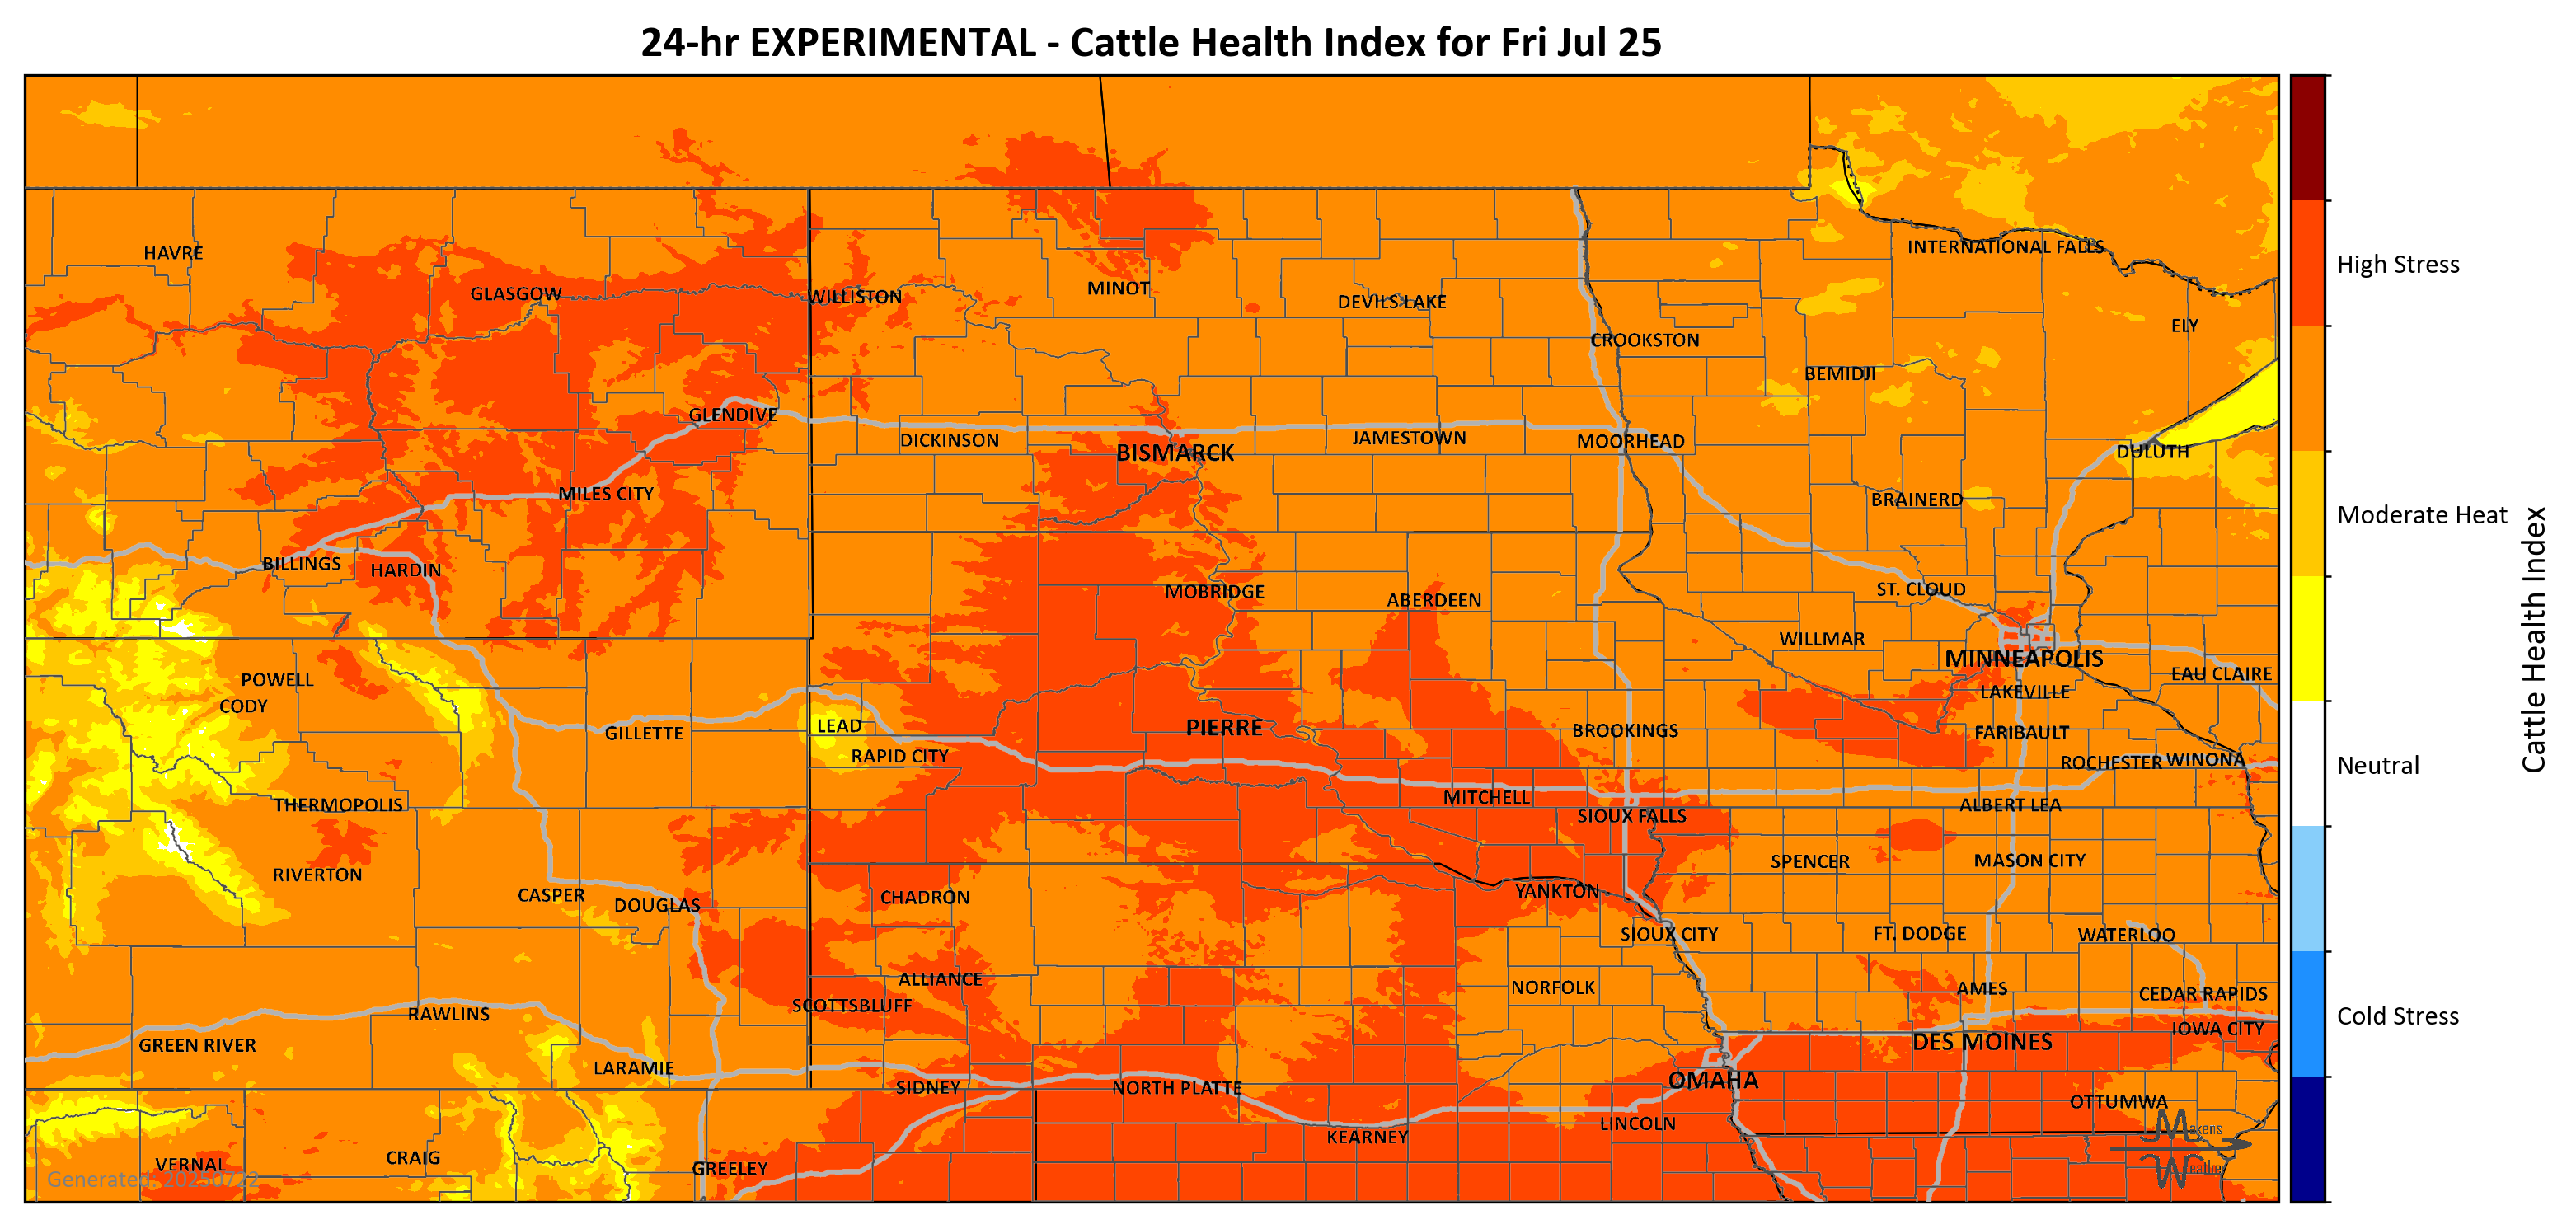 24-hr EXPERIMENTAL - Cattle Health Index for Fri Jul 25
HAVRE
INTERNATIONAL FALLS
GLASGOW
WILLISTON
MINOT
DEVILS LAKE
ELY
CROOKSTON
BEMIDJI
GLENDIVE
DICKINSON
JAMESTOWN
MOORHEAD
BISMARCK
DULUTH
MILES CITY
BRAINERD
BILLINGS
HARDIN
MOBRIDGE
ABERDEEN
ST. CLOUD
WILLMAR
MINNEAPOLIS
POWELL
EAU CLAIRE
LAKEVILLE
CODY
LEAD
PIERRE
BROOKINGS
GILLETTE
FARIBAULT
RAPID CITY
ROCHESTER
WINONA
THERMOPOLIS
MITCHELL
ALBERT LEA
SIOUX FALLS
SPENCER
MASON CITY
RIVERTON
CASPER
CHADRON
YANKTON
DOUGLAS
SIOUX CITY
FT. DODGE
WATERLOO
ALLIANCE
NORFOLK
AMES
CEDAR RAPIDS
SCOTTSBLUFF
RAWLINS
IOWA CITY
GREEN RIVER
DES MOINES
LARAMIE
OMAHA
SIDNEY
NORTH PLATTE
OTTUMWA
LINCOLN
KEARNEY
VERNAL
CRAIG
GREELEY
Generated: 20250722
Makens
Weather
High Stress
Moderate Heat
Neutral
Cold Stress
Cattle Health Index